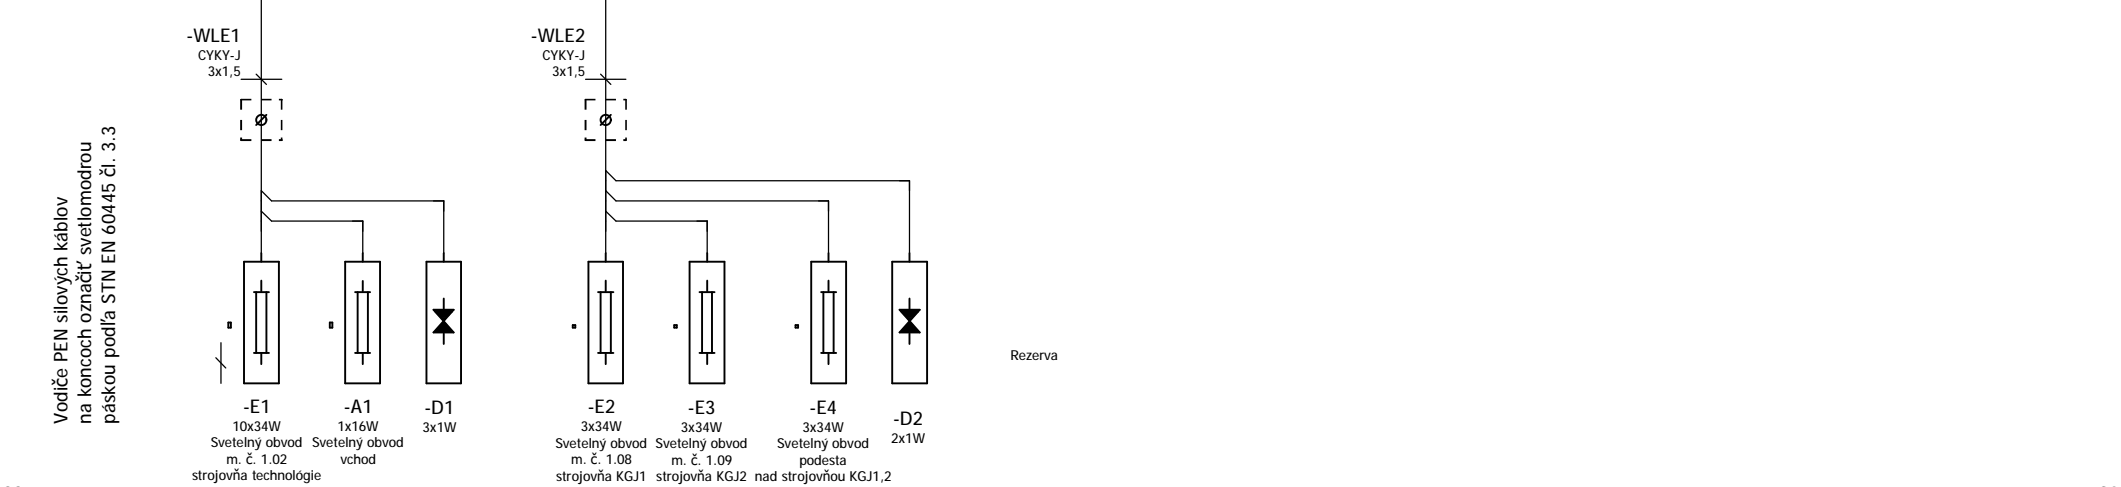 -WLE1
CYKY-J
3x1,5
-WLE2
CYKY-J
3x1,5
Vodiče PEN silových káblov
na koncoch označiť svetlomodrou
páskou podľa STN EN 60445 čl. 3.3
Rezerva
-E1
10x34W
Svetelný obvod
m. č. 1.02
strojovňa technológie
-A1
1x16W
Svetelný obvod
vchod
-D1
3x1W
-E2
3x34W
Svetelný obvod
m. č. 1.08
strojovňa KGJ1
-E3
3x34W
Svetelný obvod
m. č. 1.09
strojovňa KGJ2
-E4
3x34W
Svetelný obvod
podesta
nad strojovňou KGJ1,2
-D2
2x1W